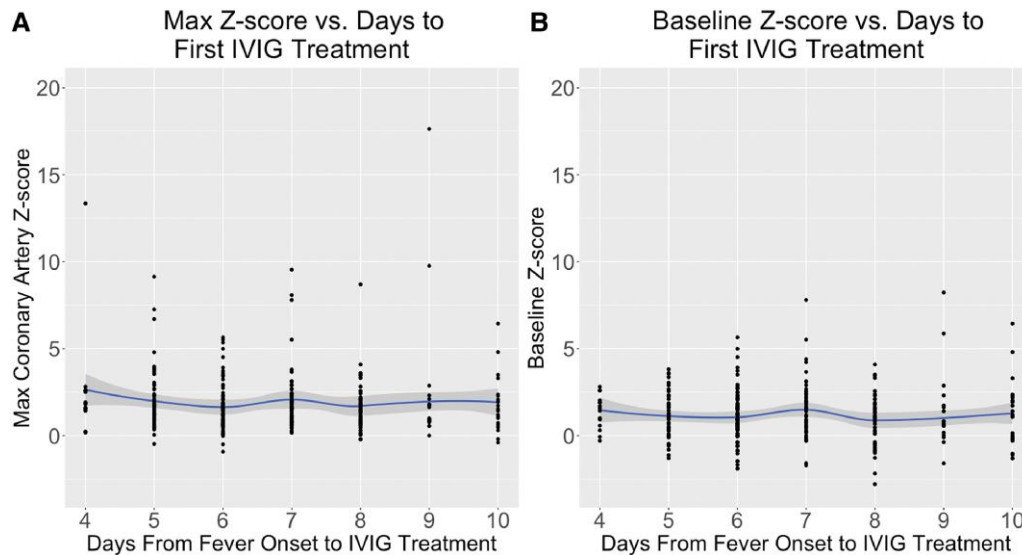 A
Max Z-score vs. Days to
First IVIG Treatment
Max Coronary Artery Z-score
20
15
10
5
0
4 5 6 7 8 9 10
Days From Fever Onset to IVIG Treatment
B
Baseline Z-score vs. Days to
First IVIG Treatment
Baseline Z-score
20
15
10
5
0
4 5 6 7 8 9 10
Days From Fever Onset to IVIG Treatment